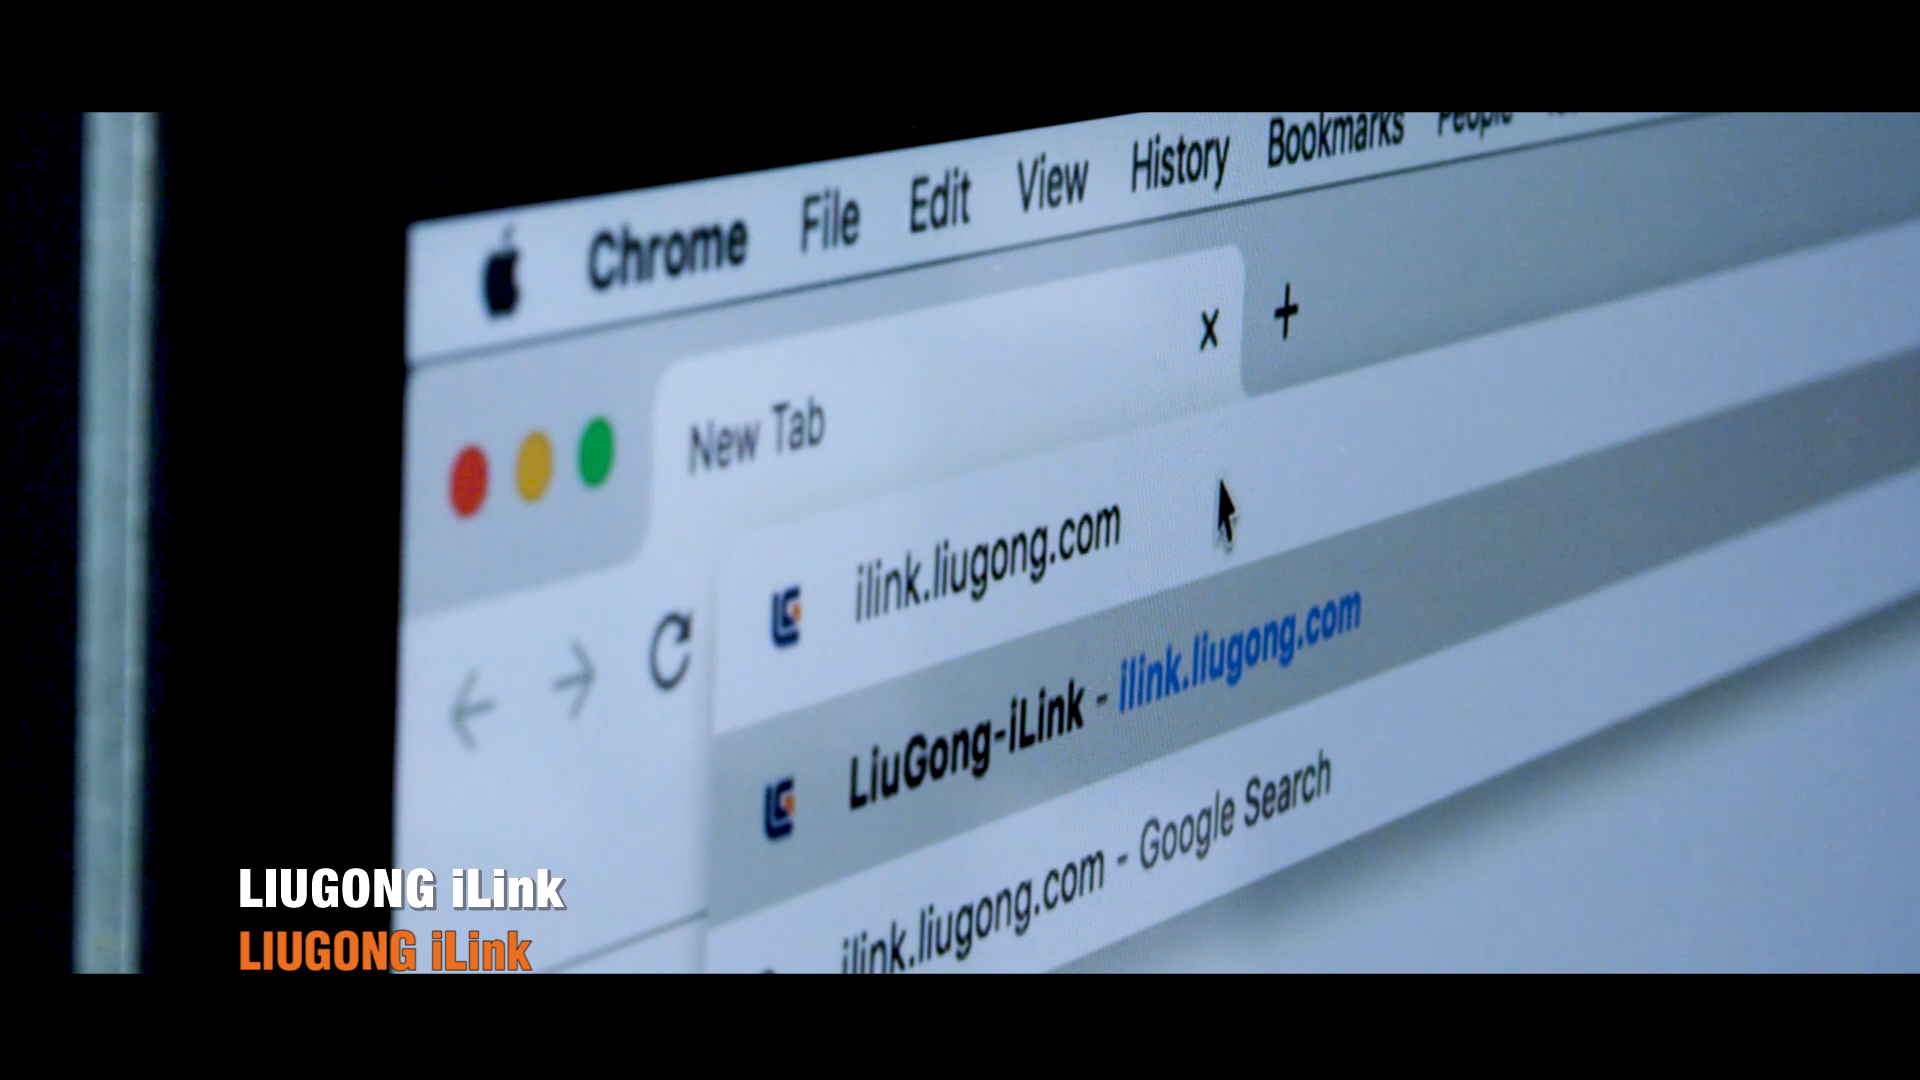 Chrome File Edit View History Bookmarks People
New Tab
ilink.liugong.com
LiuGong-iLink - ilink.liugong.com
ilink.liugong.com - Google Search
LIUGONG iLink
LIUGONG iLink